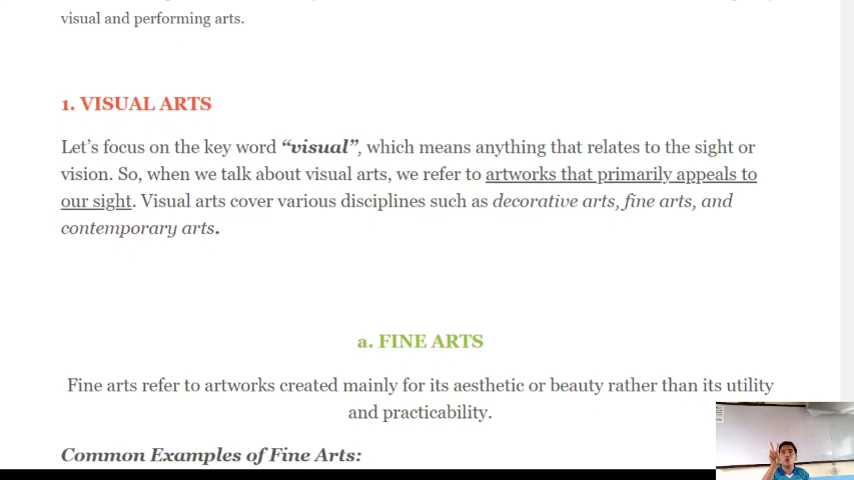 visual and performing arts.
1. VISUAL ARTS
Let's focus on the key word "visual", which means anything that relates to the sight or
vision. So, when we talk about visual arts, we refer to artworks that primarily appeals to
our sight. Visual arts cover various disciplines such as decorative arts, fine arts, and
contemporary arts.
a. FINE ARTS
Fine arts refer to artworks created mainly for its aesthetic or beauty rather than its utility
and practicability.
Common Examples of Fine Arts: